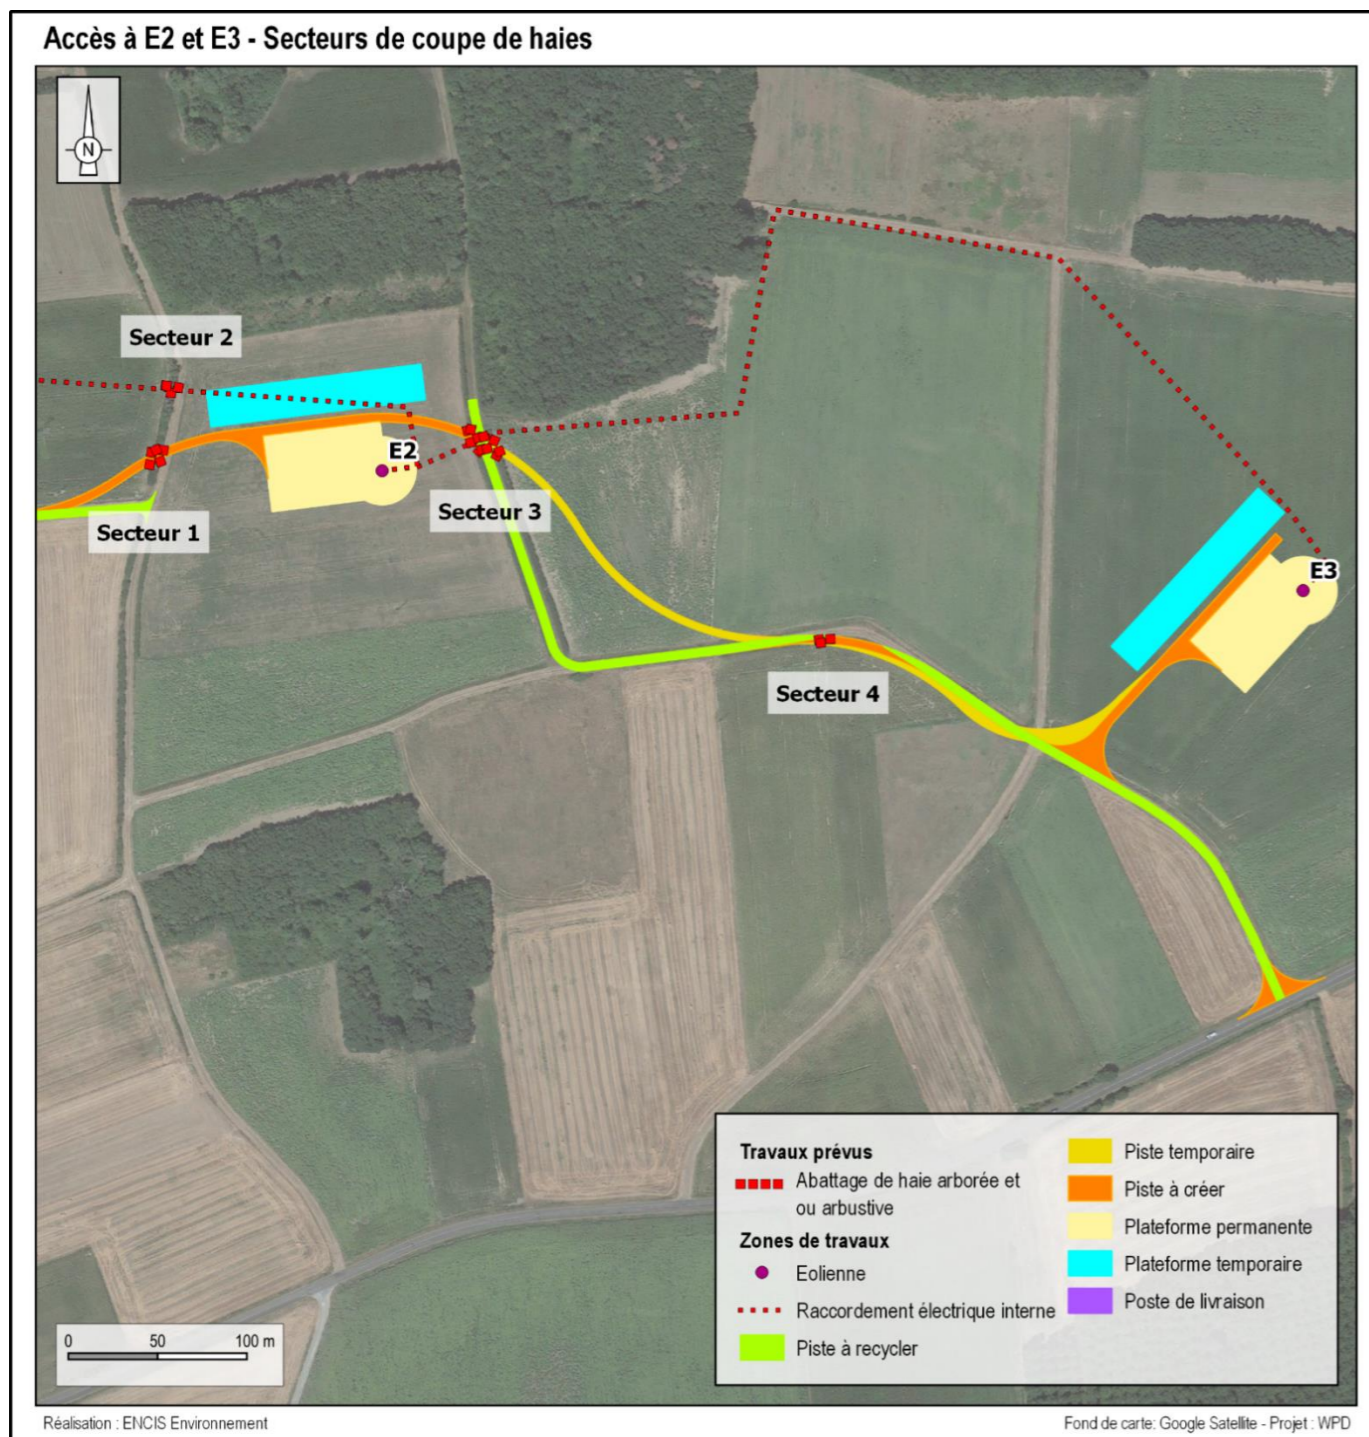 Accès à E2 et E3 - Secteurs de coupe de haies
N
Secteur 2
E2
Secteur 1
Secteur 3
E3
Secteur 4
Travaux prévus
Abattage de haie arborée et
ou arbustive
Zones de travaux
Eolienne
Raccordement électrique interne
Piste à recycler
Piste temporaire
Piste à créer
Plateforme permanente
Plateforme temporaire
Poste de livraison
0 50 100 m
Réalisation : ENCIS Environnement
Fond de carte: Google Satellite - Projet : WPD